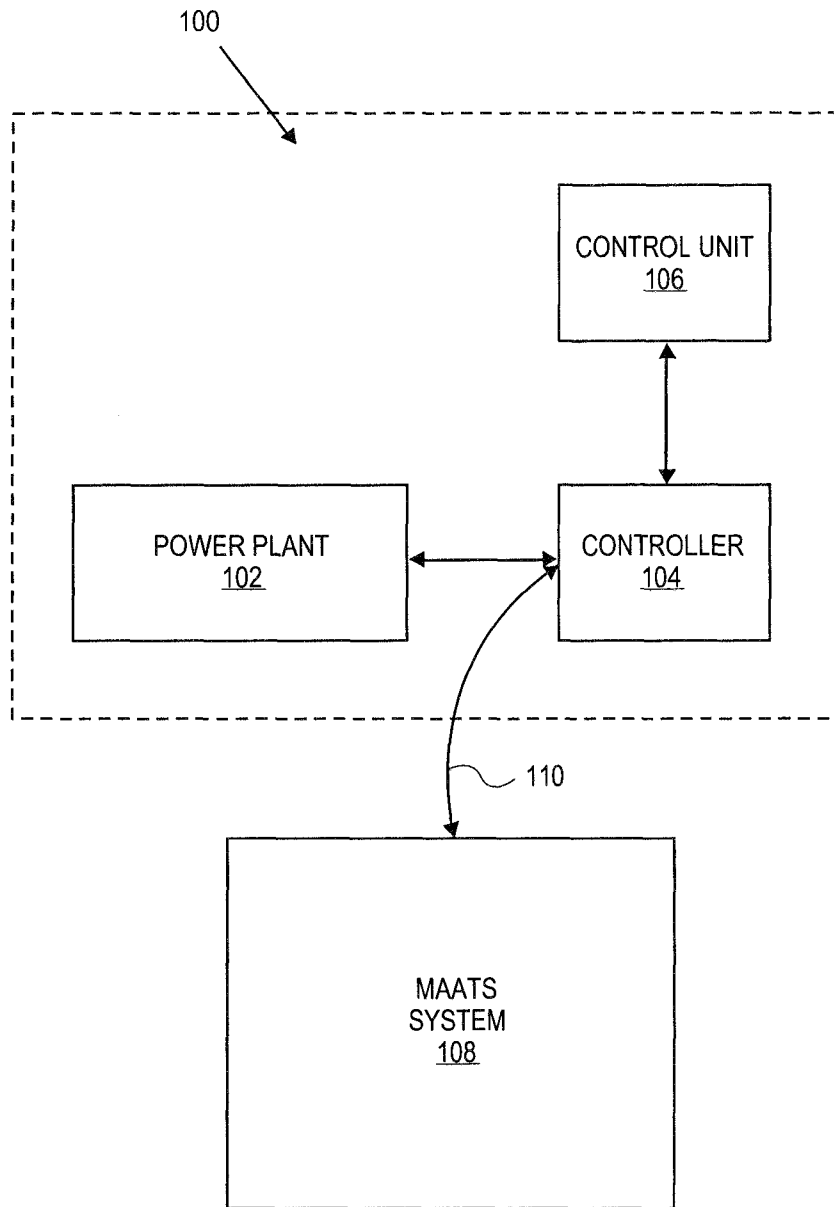 100
CONTROL UNIT
106
POWER PLANT
102
CONTROLLER
104
110
MAATS
SYSTEM
108